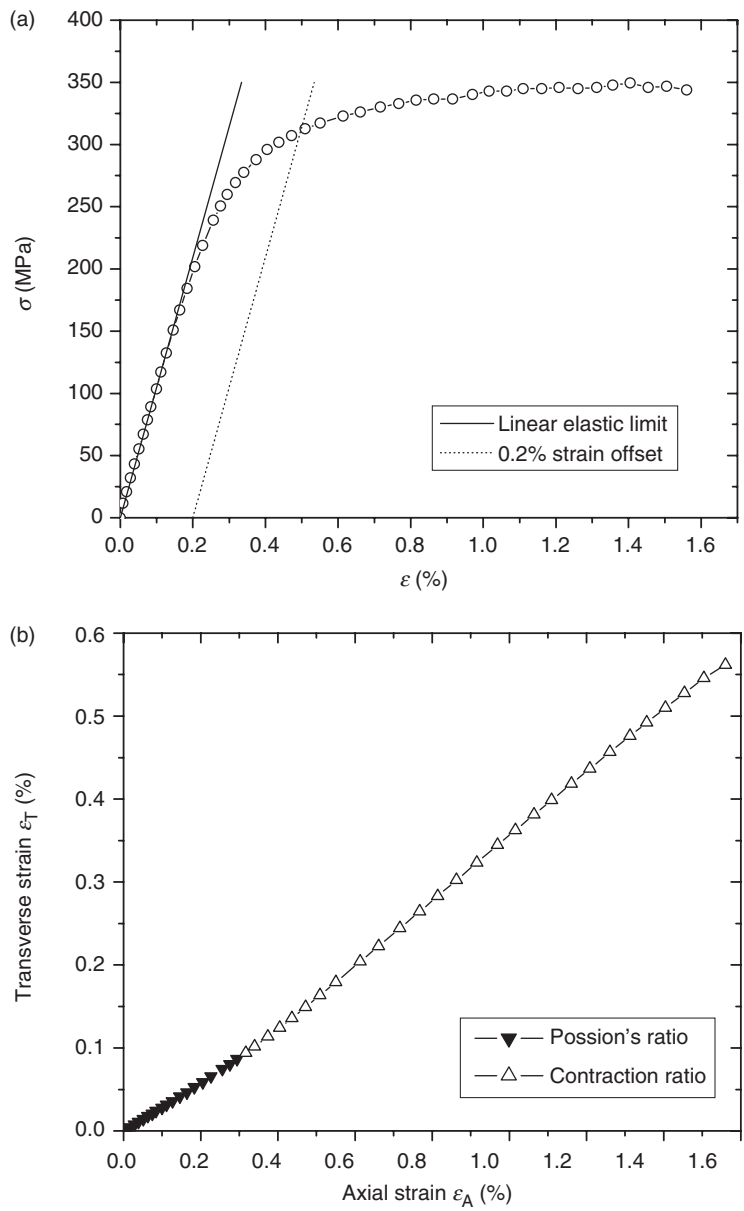 (a)
400
350
300
250
200
150
100
50
0
σ (MPa)
0.0 0.2 0.4 0.6 0.8 1.0 1.2 1.4 1.6
ε (%)
Linear elastic limit
0.2% strain offset
(b)
0.6
0.5
0.4
0.3
0.2
0.1
0.0
Transverse strain εT (%)
0.0 0.2 0.4 0.6 0.8 1.0 1.2 1.4 1.6
Axial strain εA (%)
Possion's ratio
Contraction ratio